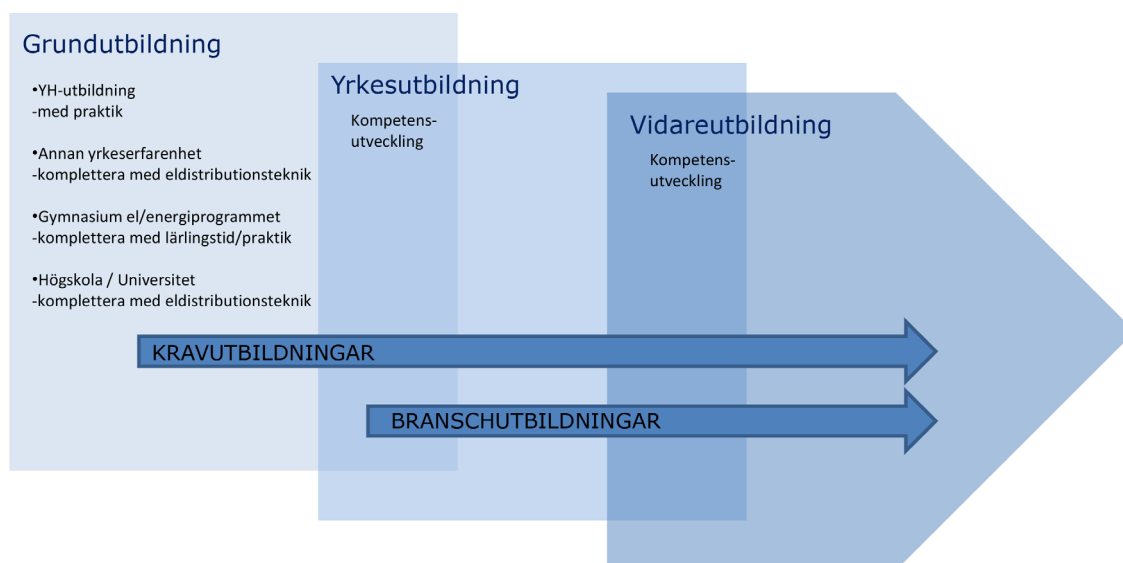 Grundutbildning
•YH-utbildning
-med praktik
•Annan yrkeserfarenhet
-komplettera med eldistributionsteknik
•Gymnasium el/energiprogrammet
-komplettera med lärlingstid/praktik
•Högskola / Universitet
-komplettera med eldistributionsteknik
Yrkesutbildning
Kompetens-
utveckling
Vidareutbildning
Kompetens-
utveckling
KRAVUTBILDNINGAR
BRANSCHUTBILDNINGAR